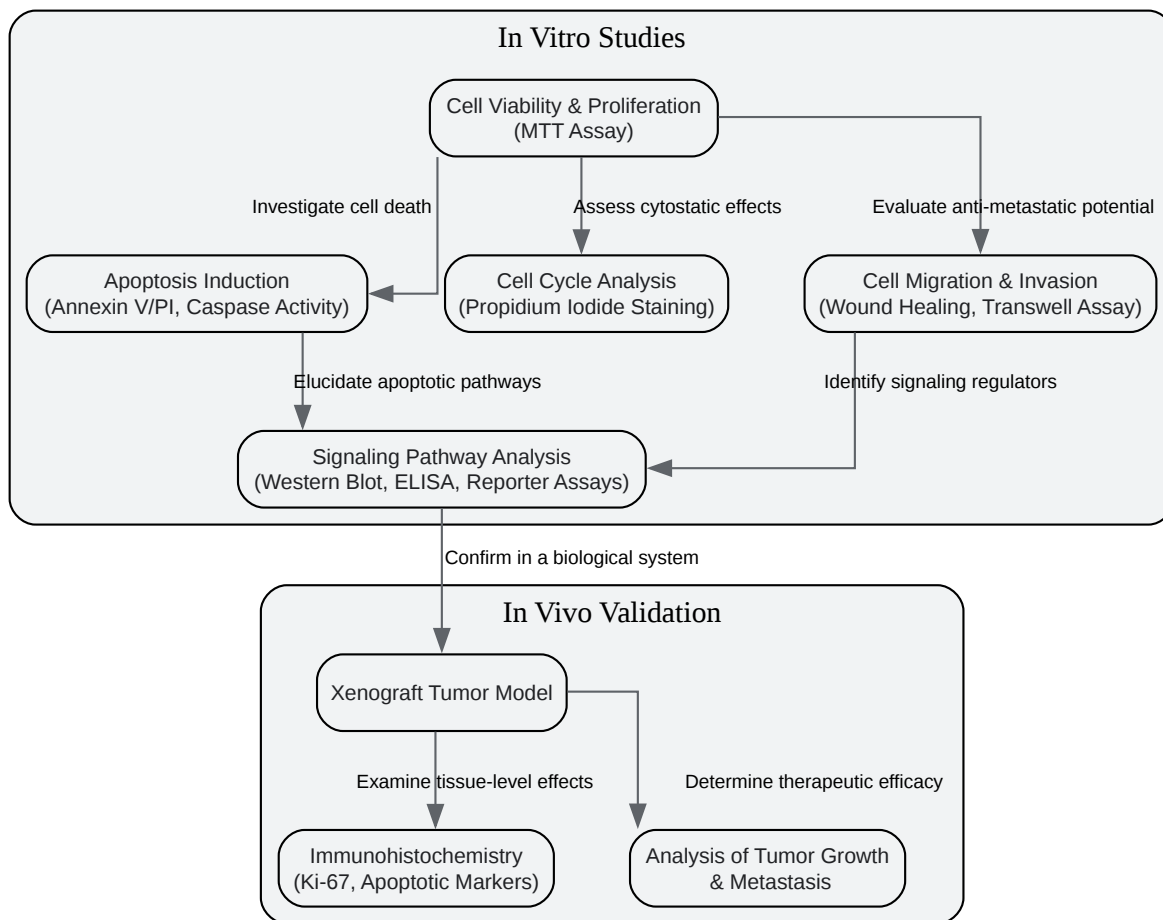 In Vitro Studies
Cell Viability & Proliferation
(MTT Assay)
Investigate cell death
Assess cytostatic effects
Evaluate anti-metastatic potential
Apoptosis Induction
(Annexin V/PI, Caspase Activity)
Cell Cycle Analysis
(Propidium Iodide Staining)
Cell Migration & Invasion
(Wound Healing, Transwell Assay)
Elucidate apoptotic pathways
Identify signaling regulators
Signaling Pathway Analysis
(Western Blot, ELISA, Reporter Assays)
Confirm in a biological system
In Vivo Validation
Xenograft Tumor Model
Examine tissue-level effects
Determine therapeutic efficacy
Immunohistochemistry
(Ki-67, Apoptotic Markers)
Analysis of Tumor Growth
& Metastasis